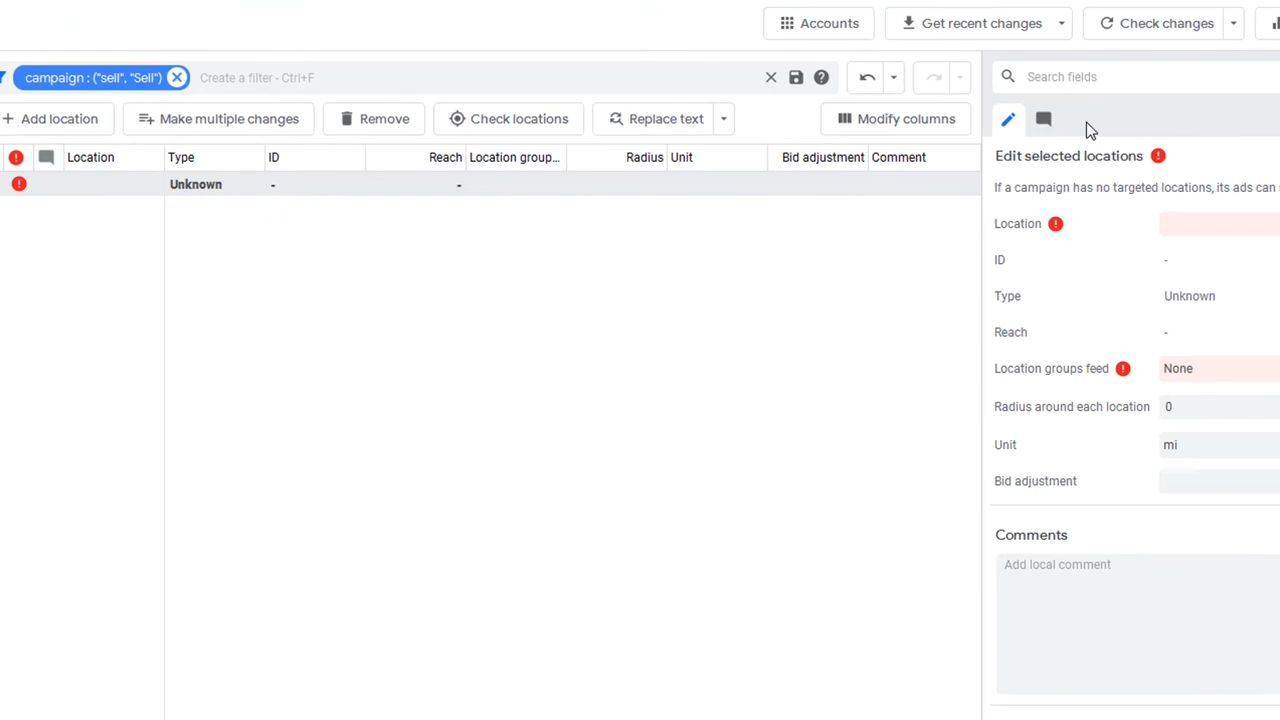 Accounts
Get recent changes
Check changes
campaign : ("sell", "Sell")
Create a filter - Ctrl+F
Search fields
Add location
Make multiple changes
Remove
Check locations
Replace text
Modify columns
Location Type ID Reach Location group... Radius Unit Bid adjustment Comment
Unknown - -
Edit selected locations
If a campaign has no targeted locations, its ads can
Location
ID -
Type Unknown
Reach -
Location groups feed None
Radius around each location 0
Unit mi
Bid adjustment
Comments
Add local comment